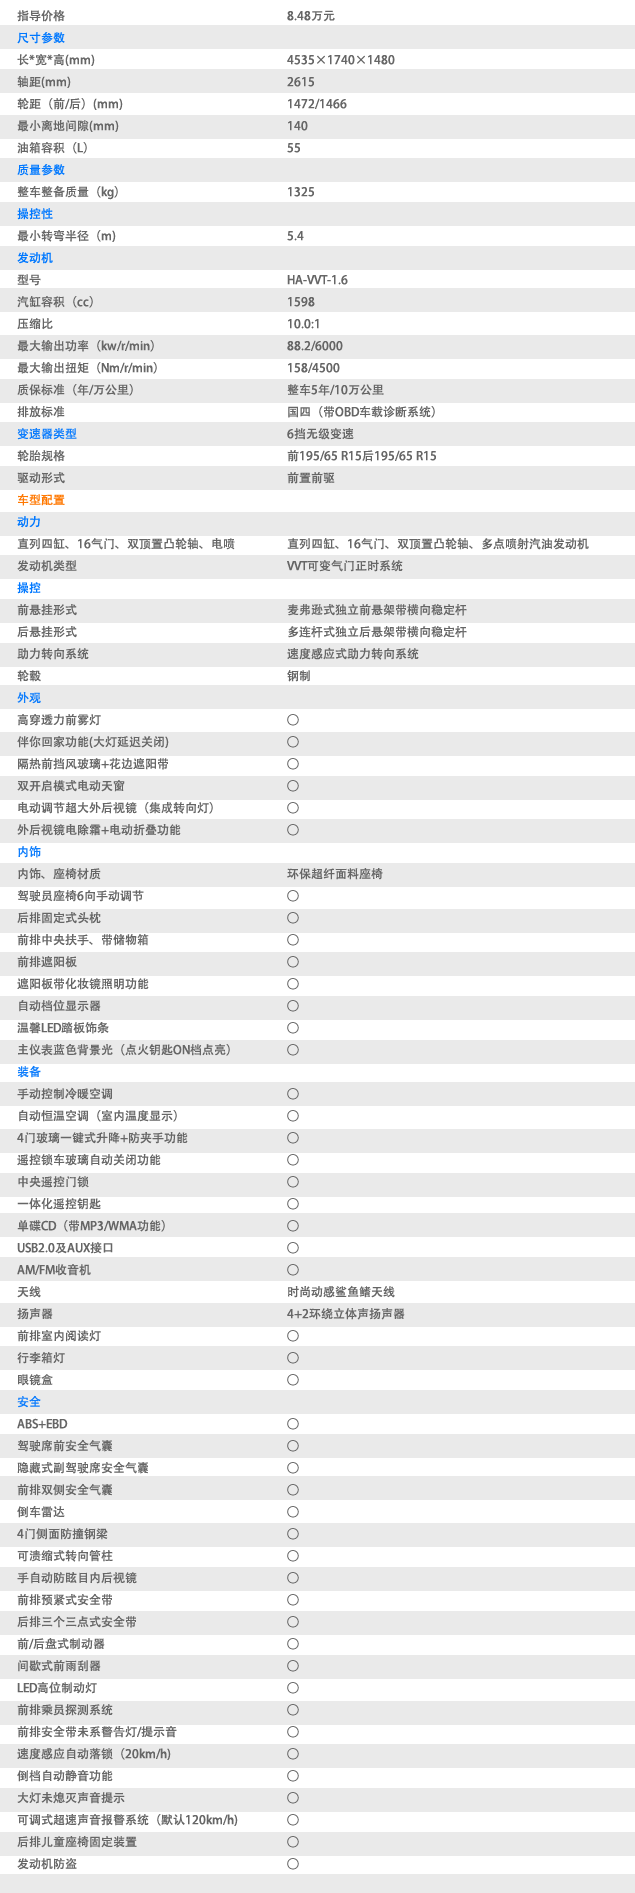 指导价格 8.48万元
尺寸参数
长*宽*高(mm) 4535×1740×1480
轴距(mm) 2615
轮距（前/后）(mm) 1472/1466
最小离地间隙(mm) 140
油箱容积（L） 55
质量参数
整车整备质量（kg） 1325
操控性
最小转弯半径（m) 5.4
发动机
型号 HA-VVT-1.6
汽缸容积（cc） 1598
压缩比 10.0:1
最大输出功率（kw/r/min） 88.2/6000
最大输出扭矩（Nm/r/min） 158/4500
质保标准（年/万公里） 整车5年/10万公里
排放标准 国四（带OBD车载诊断系统）
变速器类型 6挡无级变速
轮胎规格 前195/65 R15后195/65 R15
驱动形式 前置前驱
车型配置
动力
直列四缸、16气门、双顶置凸轮轴、电喷 直列四缸、16气门、双顶置凸轮轴、多点喷射汽油发动机
发动机类型 VVT可变气门正时系统
操控
前悬挂形式 麦弗逊式独立前悬架带横向稳定杆
后悬挂形式 多连杆式独立后悬架带横向稳定杆
助力转向系统 速度感应式助力转向系统
轮毂 钢制
外观
高穿透力前雾灯 〇
伴你回家功能(大灯延迟关闭) 〇
隔热前挡风玻璃+花边遮阳带 〇
双开启模式电动天窗 〇
电动调节超大外后视镜（集成转向灯） 〇
外后视镜电除霜+电动折叠功能 〇
内饰
内饰、座椅材质 环保超纤面料座椅
驾驶员座椅6向手动调节 〇
后排固定式头枕 〇
前排中央扶手、带储物箱 〇
前排遮阳板 〇
遮阳板带化妆镜照明功能 〇
自动档位显示器 〇
温馨LED踏板饰条 〇
主仪表蓝色背景光（点火钥匙ON档点亮） 〇
装备
手动控制冷暖空调 〇
自动恒温空调（室内温度显示） 〇
4门玻璃一键式升降+防夹手功能 〇
遥控锁车玻璃自动关闭功能 〇
中央遥控门锁 〇
一体化遥控钥匙 〇
单碟CD（带MP3/WMA功能） 〇
USB2.0及AUX接口 〇
AM/FM收音机 〇
天线 时尚动感鲨鱼鳍天线
扬声器 4+2环绕立体声扬声器
前排室内阅读灯 〇
行李箱灯 〇
眼镜盒 〇
安全
ABS+EBD 〇
驾驶席前安全气囊 〇
隐藏式副驾驶席安全气囊 〇
前排双侧安全气囊 〇
倒车雷达 〇
4门侧面防撞钢梁 〇
可溃缩式转向管柱 〇
手自动防眩目内后视镜 〇
前排预紧式安全带 〇
后排三个三点式安全带 〇
前/后盘式制动器 〇
间歇式前雨刮器 〇
LED高位制动灯 〇
前排乘员探测系统 〇
前排安全带未系警告灯/提示音 〇
速度感应自动落锁（20km/h) 〇
倒档自动静音功能 〇
大灯未熄灭声音提示 〇
可调式超速声音报警系统（默认120km/h) 〇
后排儿童座椅固定装置 〇
发动机防盗 〇